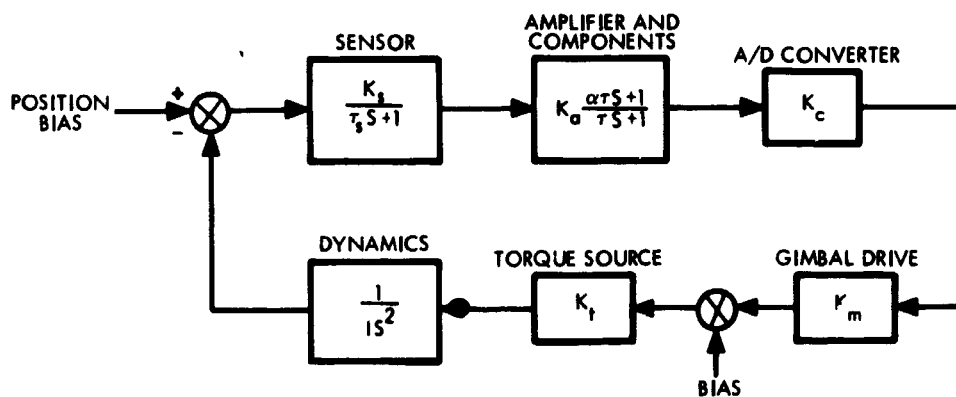 SENSOR
AMPLIFIER AND
COMPONENTS
A/D CONVERTER
POSITION
BIAS
+
−
K_s
τ_s S +1
K_a ατS+1
τ S+1
K_c
DYNAMICS
TORQUE SOURCE
GIMBAL DRIVE
1
IS²
K_t
K_m
BIAS